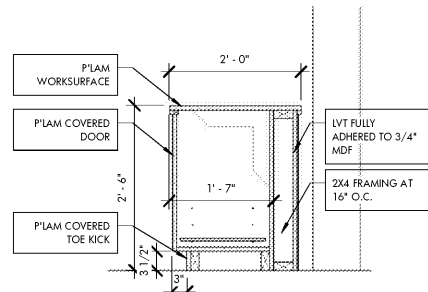 2' - 0"
P'LAM
WORKSURFACE
P'LAM COVERED
DOOR
LVT FULLY
ADHERED TO 3/4"
MDF
2' - 6"
1' - 7"
2X4 FRAMING AT
16" O.C.
P'LAM COVERED
TOE KICK
3 1/2"
3"